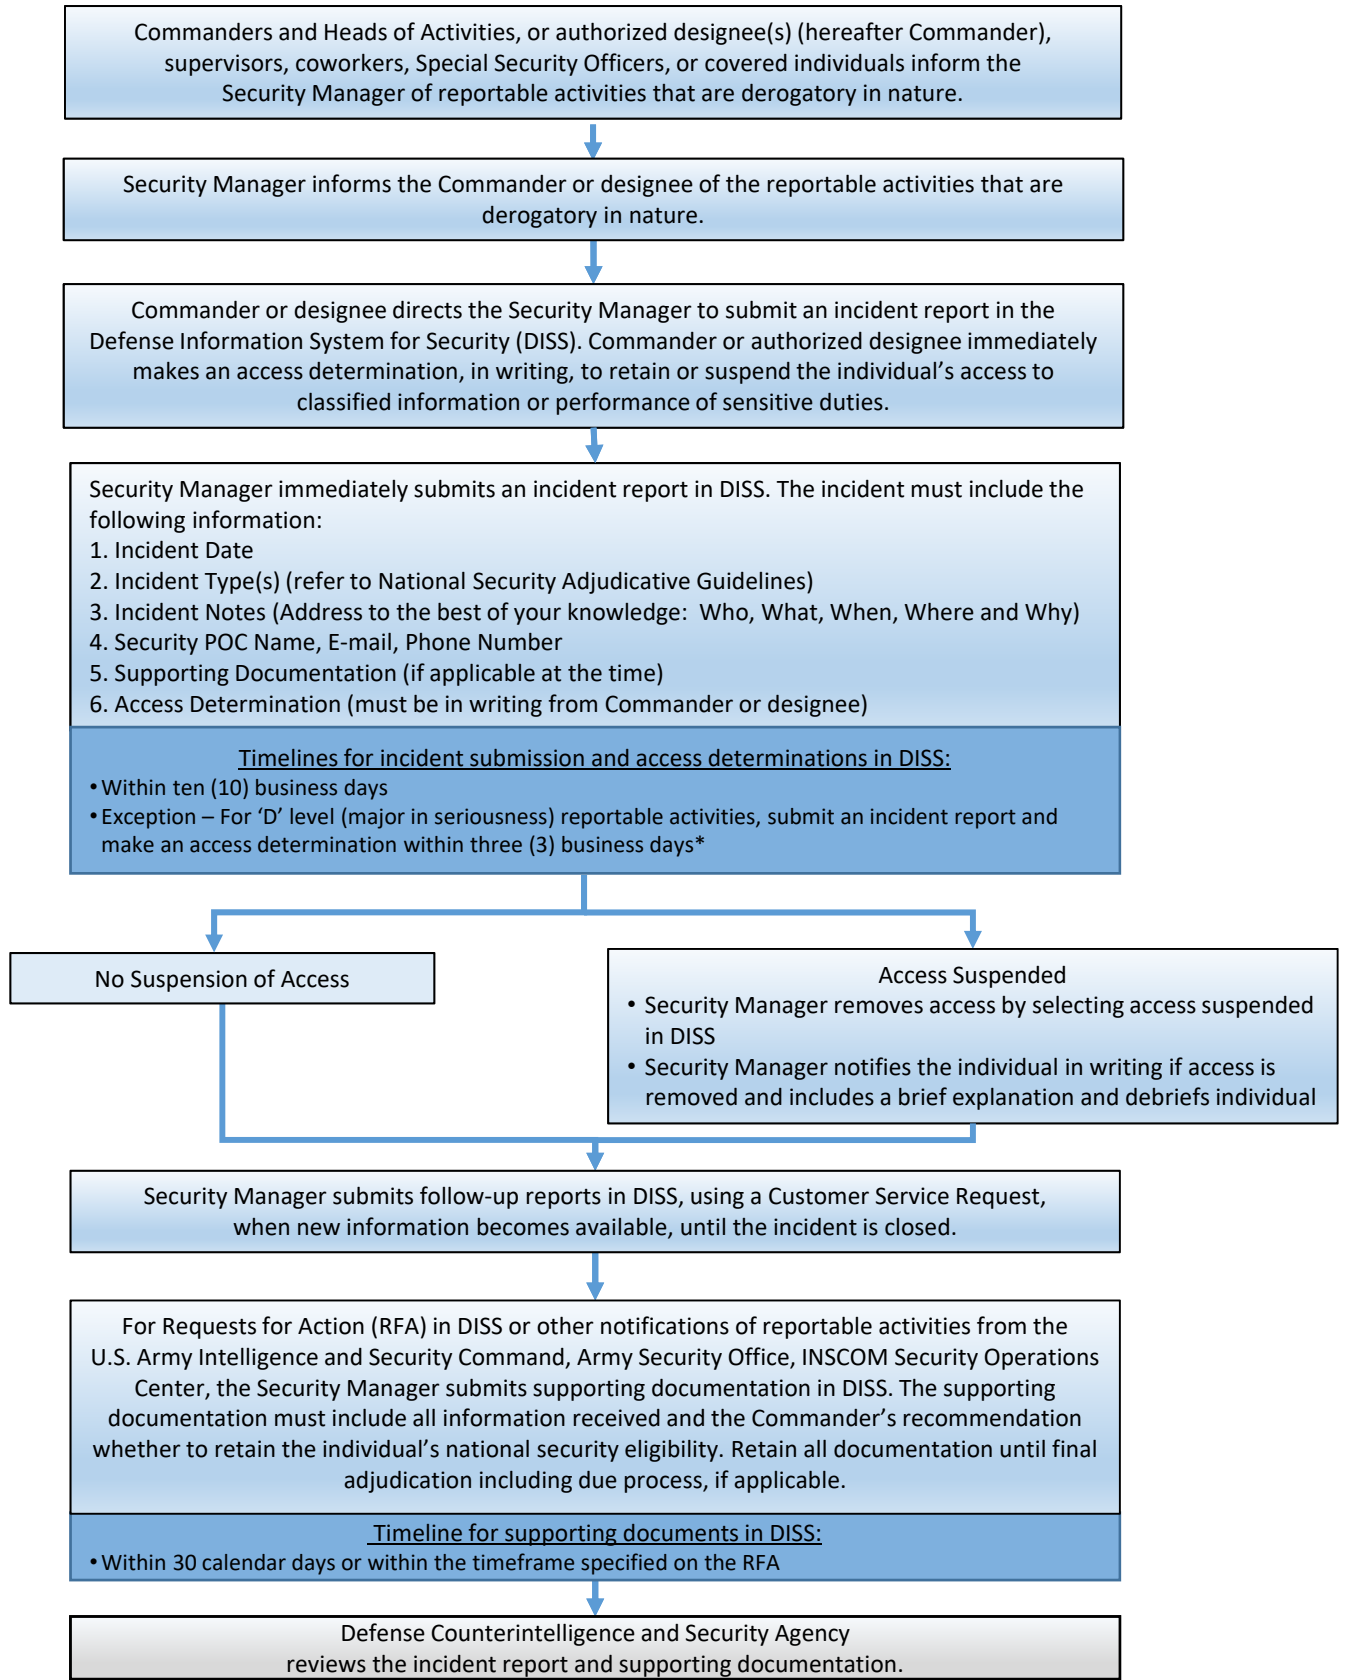 Commanders and Heads of Activities, or authorized designee(s) (hereafter Commander),
supervisors, coworkers, Special Security Officers, or covered individuals inform the
Security Manager of reportable activities that are derogatory in nature.
Security Manager informs the Commander or designee of the reportable activities that are
derogatory in nature.
Commander or designee directs the Security Manager to submit an incident report in the
Defense Information System for Security (DISS). Commander or authorized designee immediately
makes an access determination, in writing, to retain or suspend the individual’s access to
classified information or performance of sensitive duties.
Security Manager immediately submits an incident report in DISS. The incident must include the
following information:
1. Incident Date
2. Incident Type(s) (refer to National Security Adjudicative Guidelines)
3. Incident Notes (Address to the best of your knowledge:  Who, What, When, Where and Why)
4. Security POC Name, E-mail, Phone Number
5. Supporting Documentation (if applicable at the time)
6. Access Determination (must be in writing from Commander or designee)
Timelines for incident submission and access determinations in DISS:
• Within ten (10) business days
• Exception – For ‘D’ level (major in seriousness) reportable activities, submit an incident report and
make an access determination within three (3) business days*
No Suspension of Access
Access Suspended
• Security Manager removes access by selecting access suspended
in DISS
• Security Manager notifies the individual in writing if access is
removed and includes a brief explanation and debriefs individual
Security Manager submits follow-up reports in DISS, using a Customer Service Request,
when new information becomes available, until the incident is closed.
For Requests for Action (RFA) in DISS or other notifications of reportable activities from the
U.S. Army Intelligence and Security Command, Army Security Office, INSCOM Security Operations
Center, the Security Manager submits supporting documentation in DISS. The supporting
documentation must include all information received and the Commander’s recommendation
whether to retain the individual’s national security eligibility. Retain all documentation until final
adjudication including due process, if applicable.
Timeline for supporting documents in DISS:
• Within 30 calendar days or within the timeframe specified on the RFA
Defense Counterintelligence and Security Agency
reviews the incident report and supporting documentation.